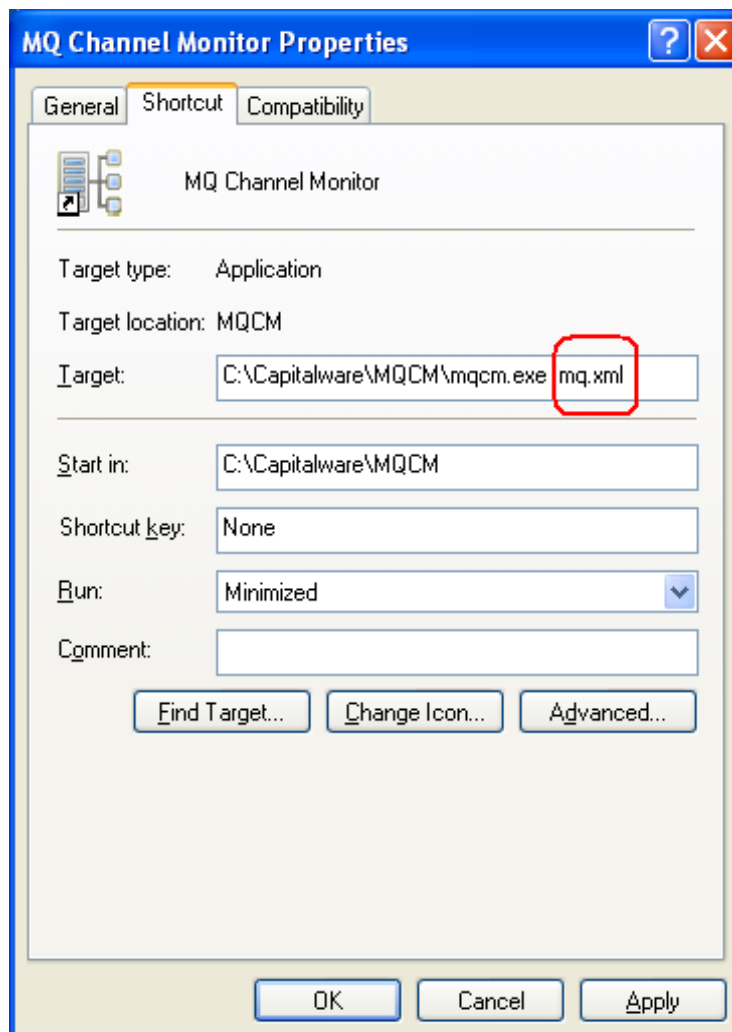 MQ Channel Monitor Properties
General Shortcut Compatibility
MQ Channel Monitor
Target type: Application
Target location: MQCM
Target: C:\Capitalware\MQCM\mqcm.exe mq.xml
Start in: C:\Capitalware\MQCM
Shortcut key: None
Run: Minimized
Comment:
Find Target... Change Icon... Advanced...
OK Cancel Apply